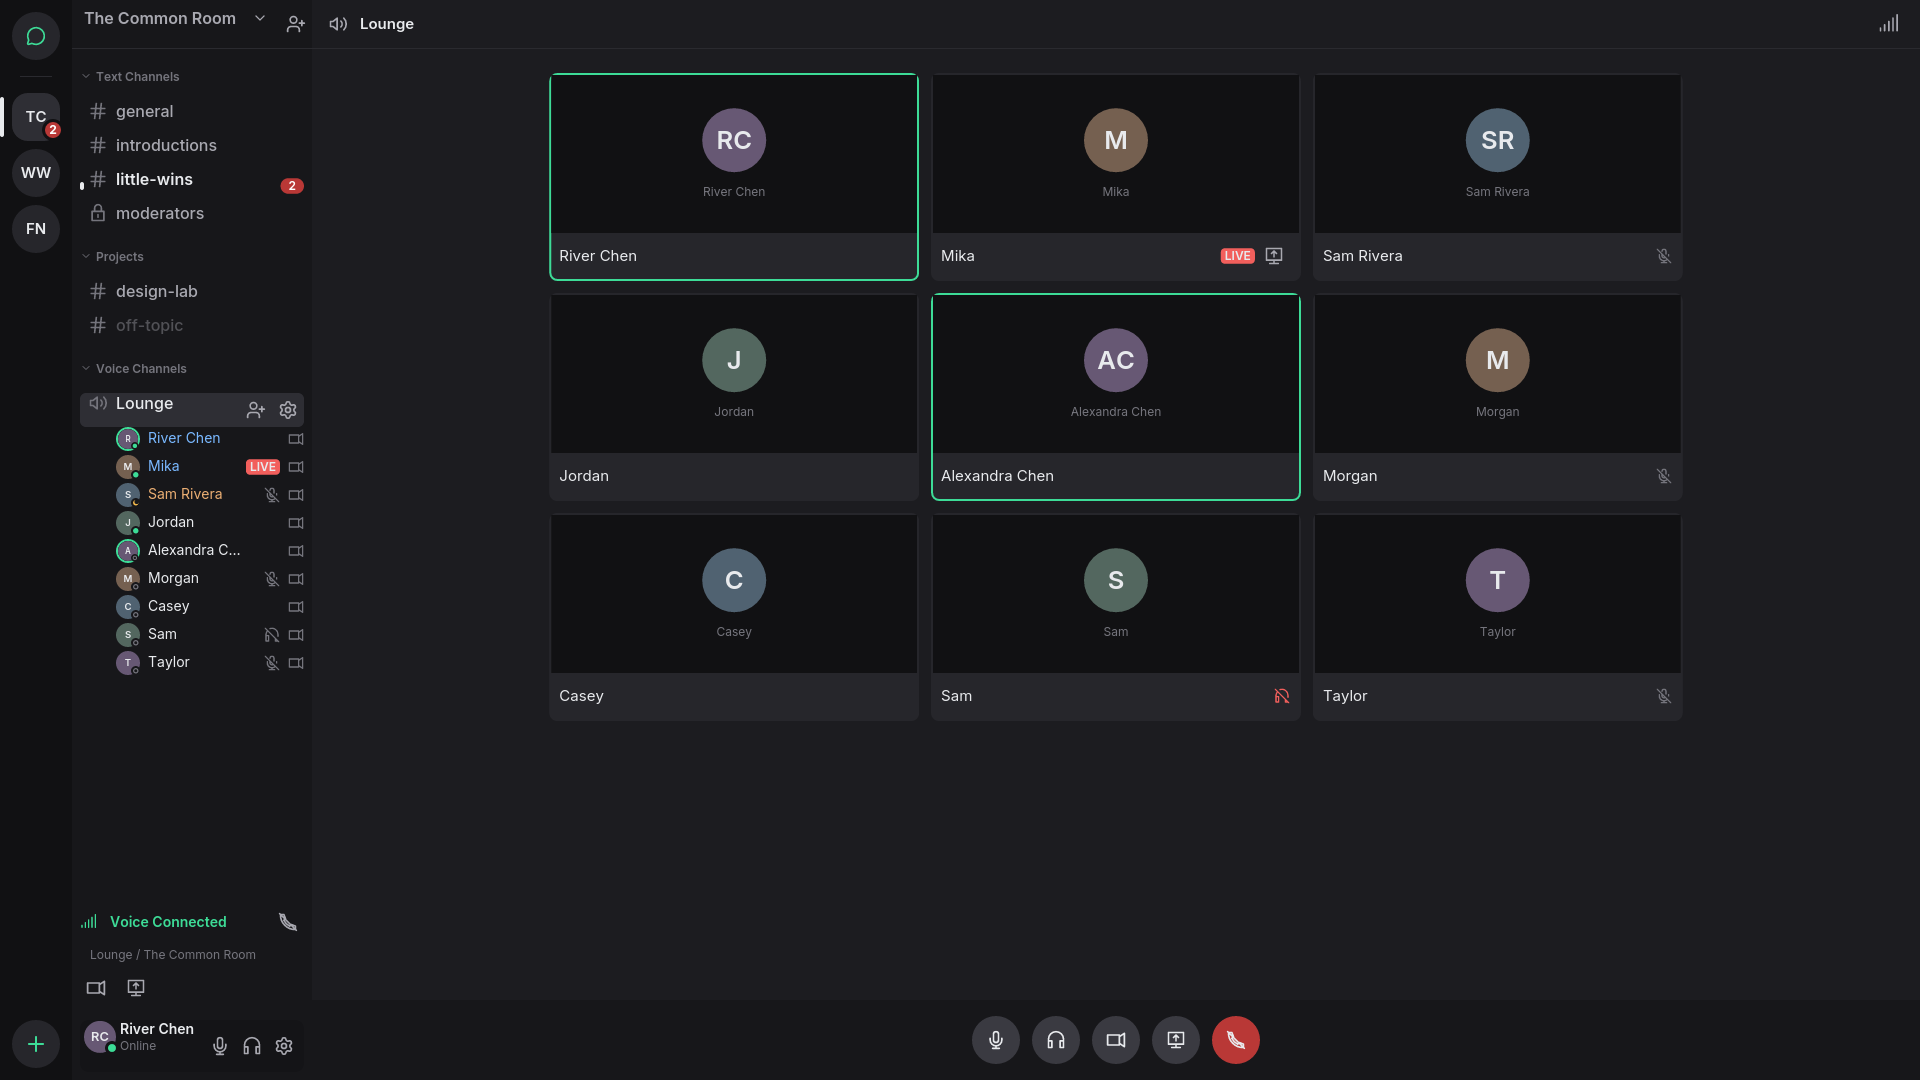 The Common Room
TC
2
WW
FN
Text Channels
general
introductions
little-wins
2
moderators
Projects
design-lab
off-topic
Voice Channels
Lounge
R
River Chen
M
Mika
LIVE
S
Sam Rivera
J
Jordan
A
Alexandra C...
M
Morgan
C
Casey
S
Sam
T
Taylor
Voice Connected
Lounge / The Common Room
RC
River Chen
Online
Lounge
RC
River Chen
River Chen
M
Mika
Mika
LIVE
SR
Sam Rivera
Sam Rivera
J
Jordan
Jordan
AC
Alexandra Chen
Alexandra Chen
M
Morgan
Morgan
C
Casey
Casey
S
Sam
Sam
T
Taylor
Taylor